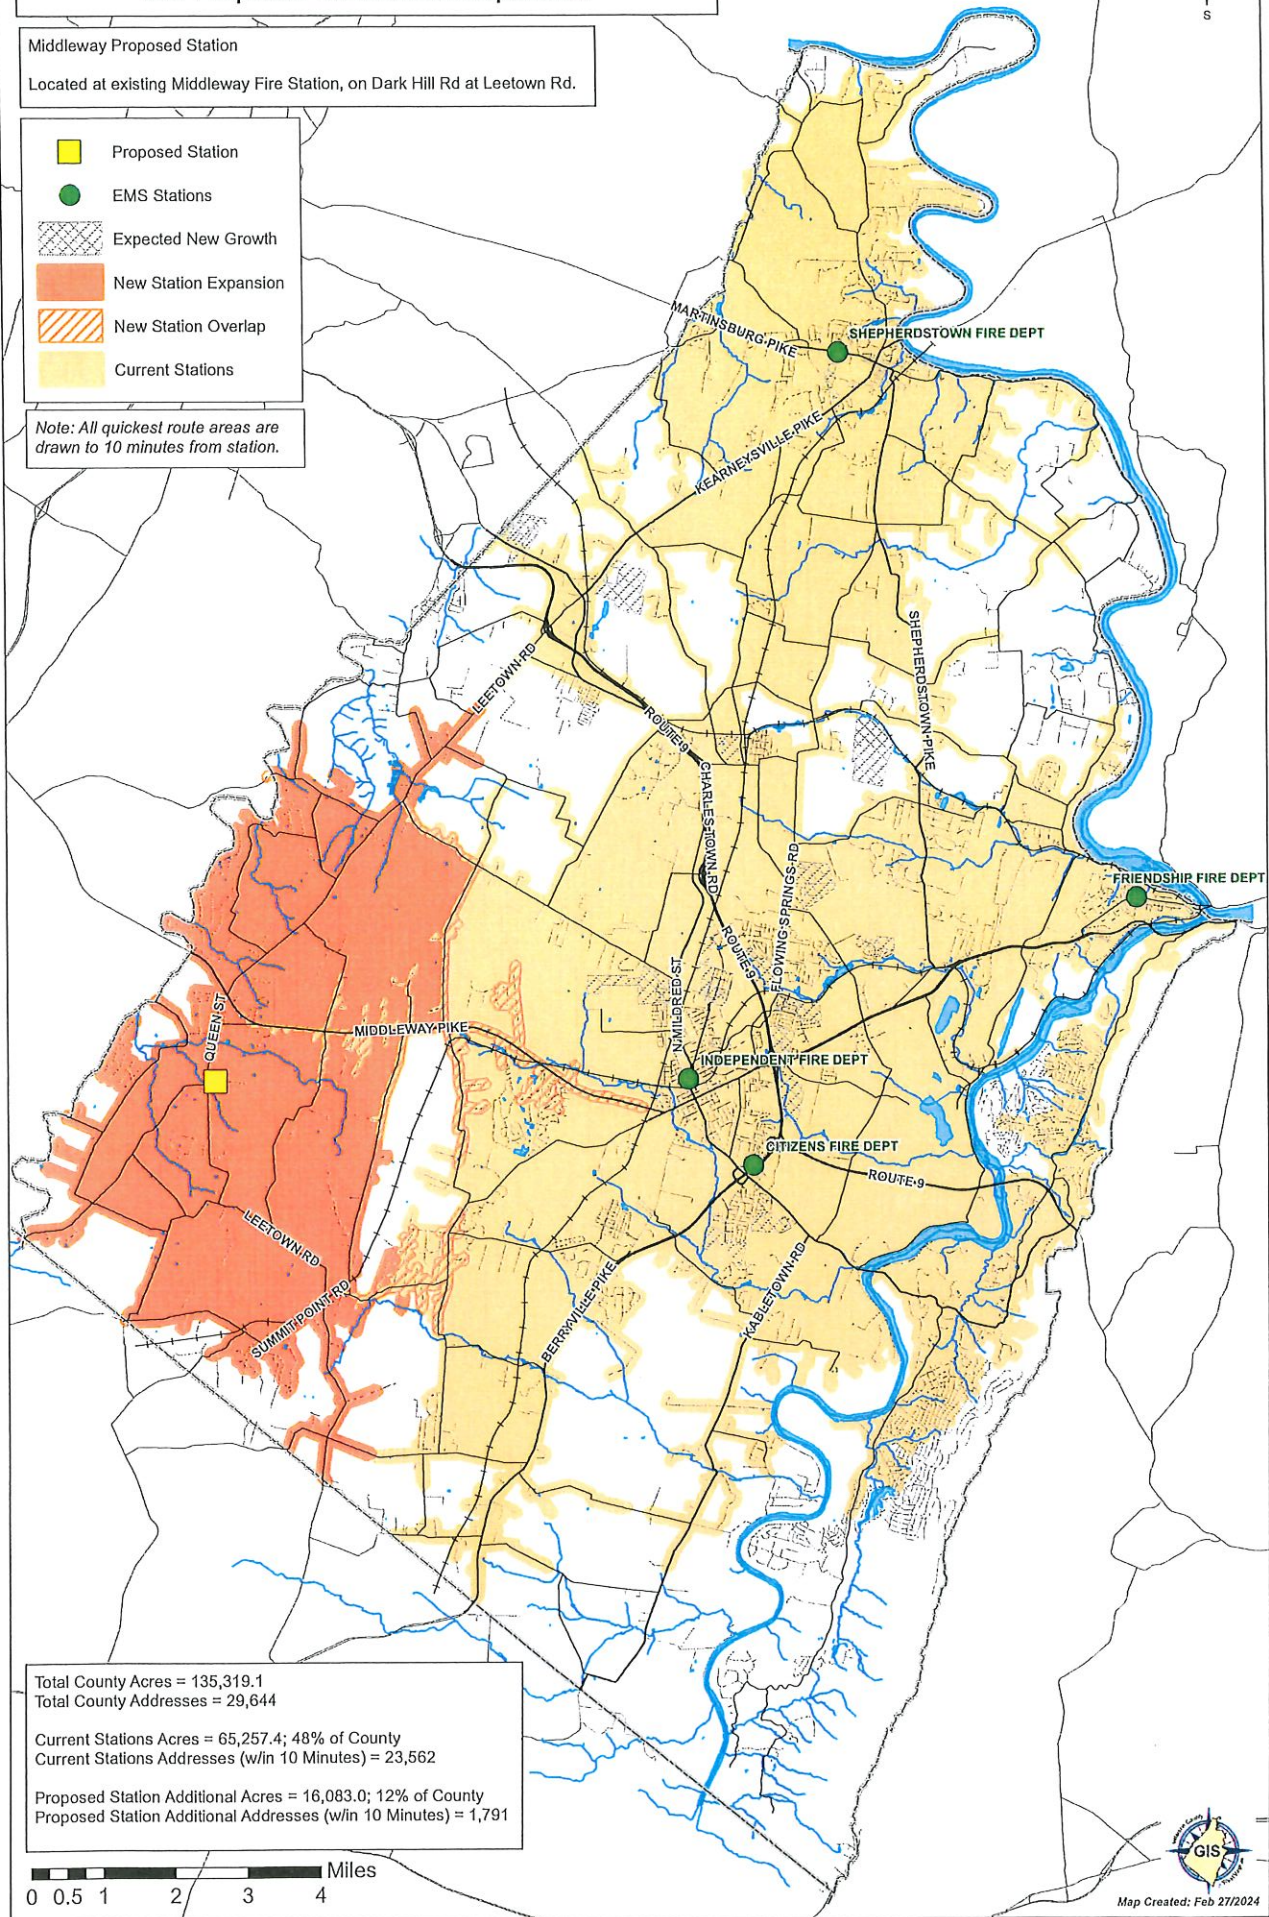 S
Middleway Proposed Station
Located at existing Middleway Fire Station, on Dark Hill Rd at Leetown Rd.
Proposed Station
EMS Stations
Expected New Growth
New Station Expansion
New Station Overlap
Current Stations
Note: All quickest route areas are
drawn to 10 minutes from station.
MARTINSBURG PIKE
SHEPHERDSTOWN FIRE DEPT
KEARNEYSVILLE PIKE
SHEPHERDSTOWN PIKE
LEETOWN RD
ROUTE 9
CHARLES TOWN RD
FLOWING SPRINGS RD
FRIENDSHIP FIRE DEPT
ROUTE 9
N MILDRED ST
QUEEN ST
MIDDLEWAY PIKE
INDEPENDENT FIRE DEPT
CITIZENS FIRE DEPT
ROUTE 9
LEETOWN RD
SUMMIT POINT RD
BERRYVILLE PIKE
KABLETOWN RD
Total County Acres = 135,319.1
Total County Addresses = 29,644
Current Stations Acres = 65,257.4; 48% of County
Current Stations Addresses (w/in 10 Minutes) = 23,562
Proposed Station Additional Acres = 16,083.0; 12% of County
Proposed Station Additional Addresses (w/in 10 Minutes) = 1,791
Miles
0 0.5 1 2 3 4
GIS
Map Created: Feb 27/2024